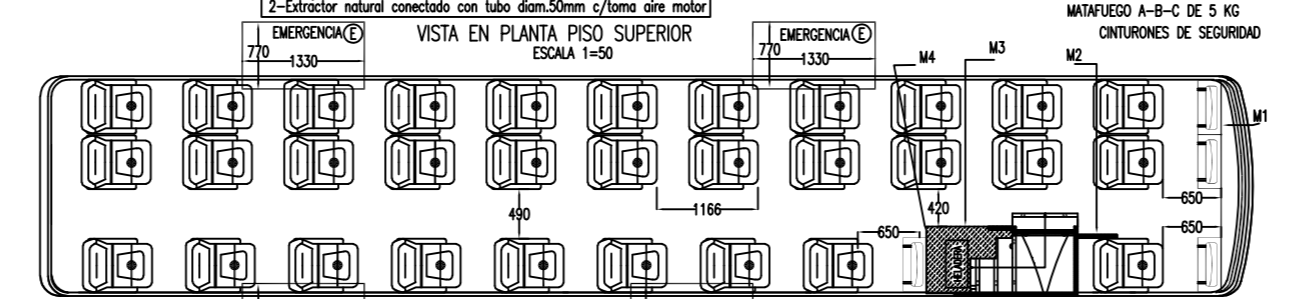 2-Extractor natural conectado con tubo diam.50mm c/toma aire motor
MATAFUEGO A-B-C DE 5 KG
CINTURONES DE SEGURIDAD
EMERGENCIA E
770
1330
VISTA EN PLANTA PISO SUPERIOR
ESCALA 1=50
EMERGENCIA E
770
1330
M4
M3
M2
M1
490
1166
420
650
650
650
HELADERA